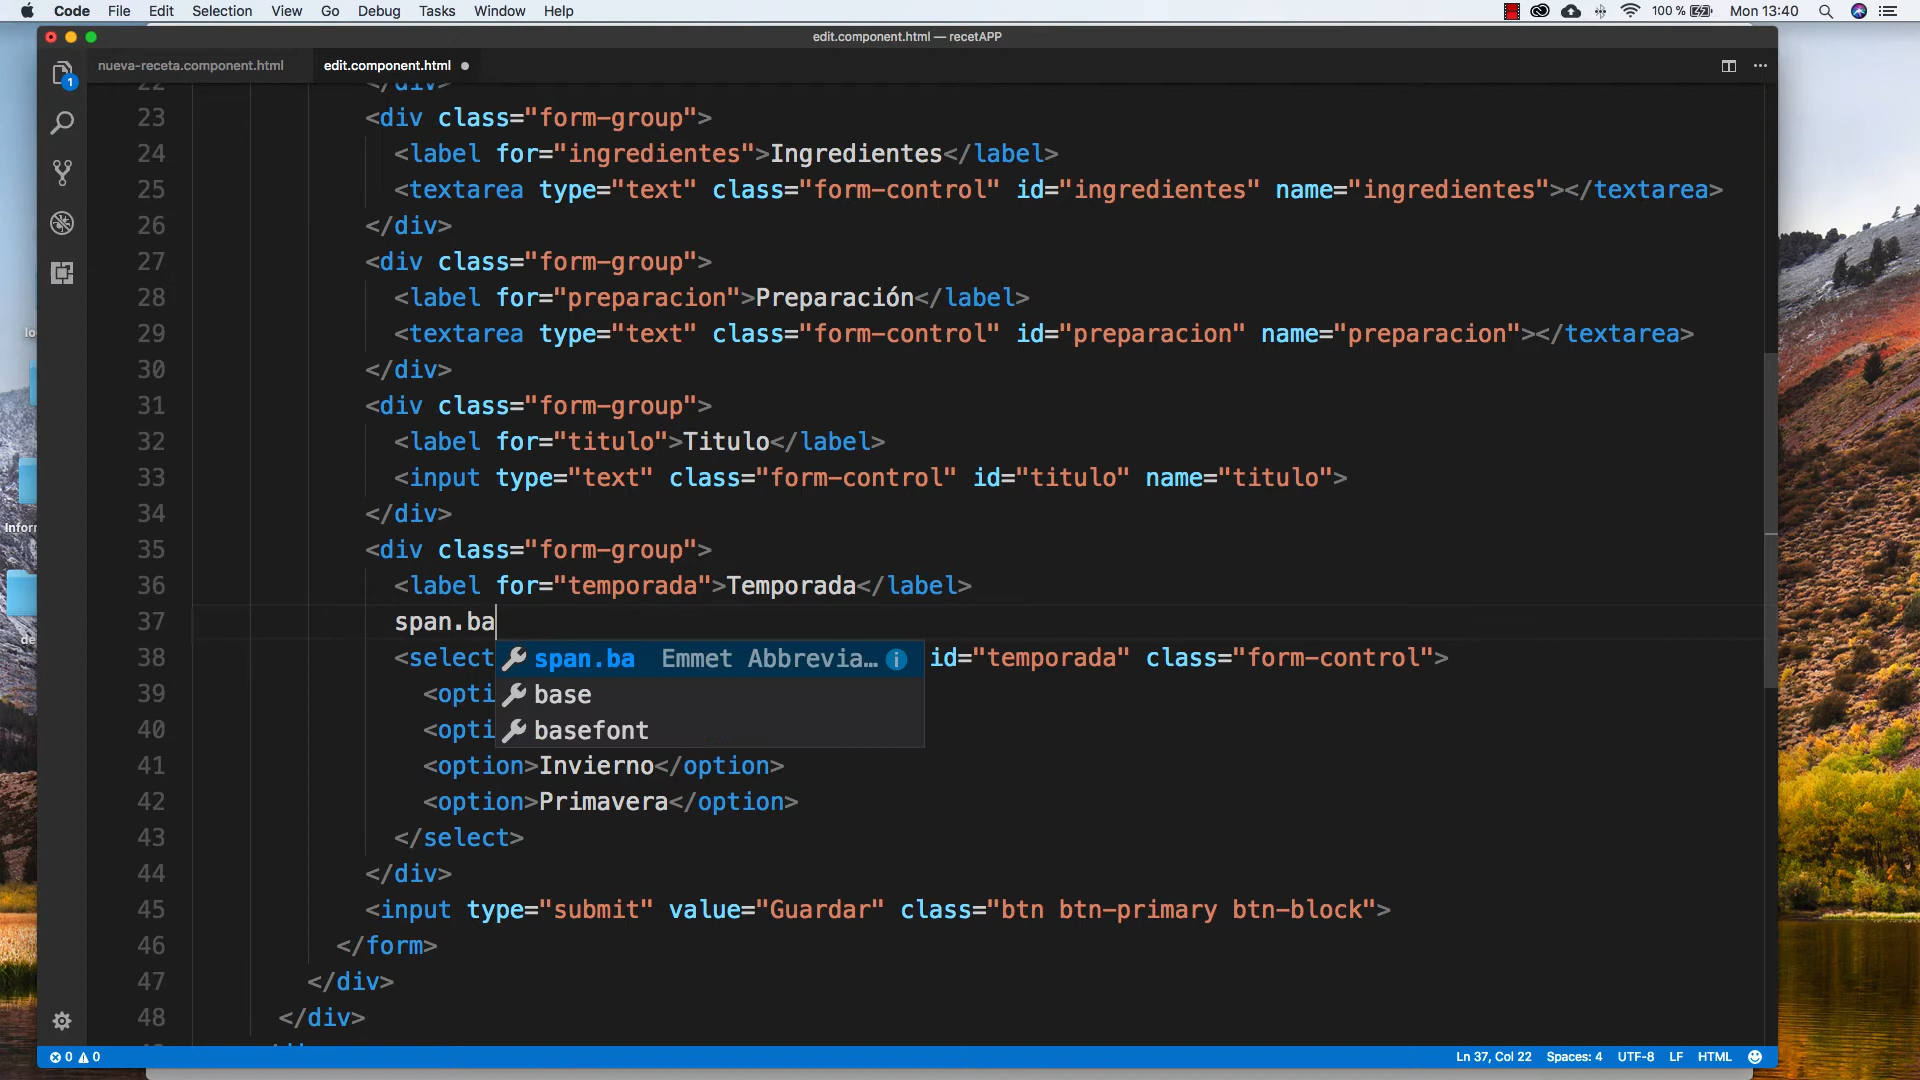 Code File Edit Selection View Go Debug Tasks Window Help 100 % Mon 13:40
edit.component.html — recetAPP
nueva-receta.component.html edit.component.html
1
22 </div>
23 <div class="form-group">
24 <label for="ingredientes">Ingredientes</label>
25 <textarea type="text" class="form-control" id="ingredientes" name="ingredientes"></textarea>
26 </div>
27 <div class="form-group">
28 <label for="preparacion">Preparación</label>
29 <textarea type="text" class="form-control" id="preparacion" name="preparacion"></textarea>
30 </div>
31 <div class="form-group">
32 <label for="titulo">Titulo</label>
33 <input type="text" class="form-control" id="titulo" name="titulo">
34 </div>
35 <div class="form-group">
36 <label for="temporada">Temporada</label>
37 span.ba
38 <select id="temporada" class="form-control">
span.ba Emmet Abbrevia…
39 <opti
base
40 <opti
basefont
41 <option>Invierno</option>
42 <option>Primavera</option>
43 </select>
44 </div>
45 <input type="submit" value="Guardar" class="btn btn-primary btn-block">
46 </form>
47 </div>
48 </div>
lo
Inforr
de
0 0 Ln 37, Col 22 Spaces: 4 UTF-8 LF HTML